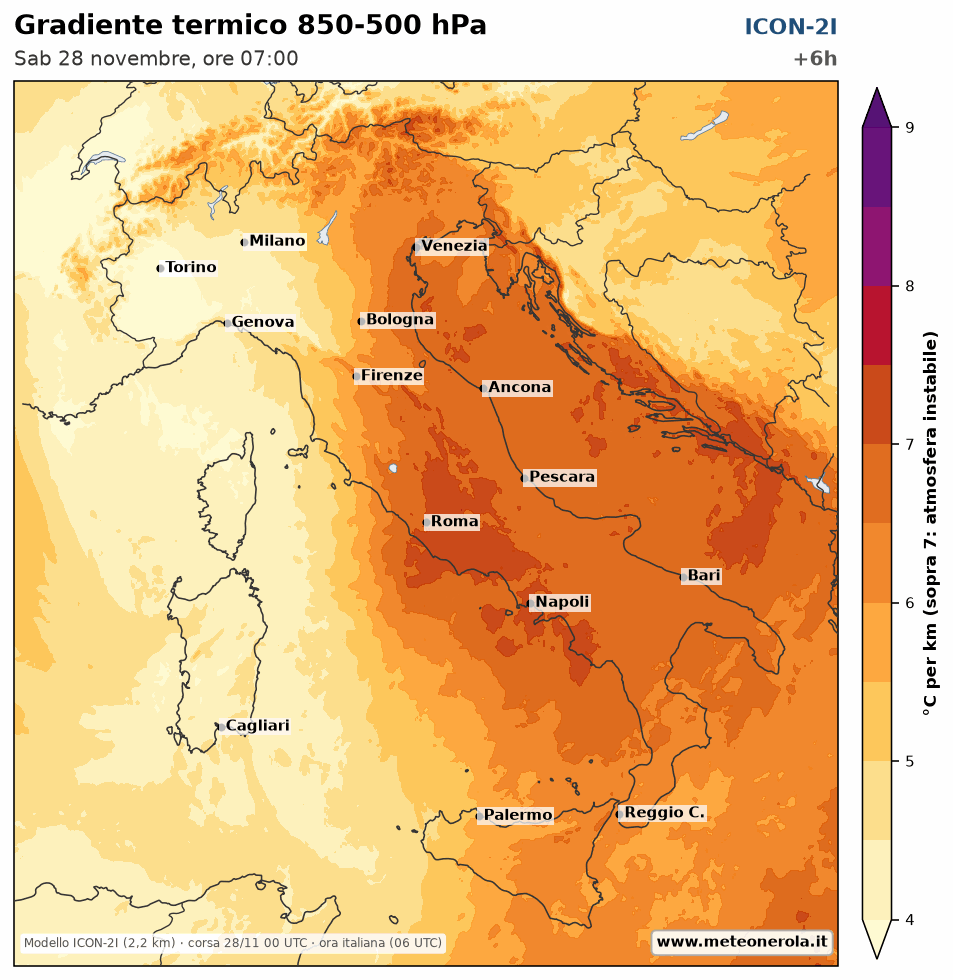 Gradiente termico 850-500 hPa
ICON-2I
Sab 28 novembre, ore 07:00
+6h
9
8
7
6
5
4
°C per km (sopra 7: atmosfera instabile)
Milano
Venezia
Torino
Genova
Bologna
Firenze
Ancona
Pescara
Roma
Bari
Napoli
Cagliari
Palermo
Reggio C.
Modello ICON-2I (2,2 km) · corsa 28/11 00 UTC · ora italiana (06 UTC)
www.meteonerola.it